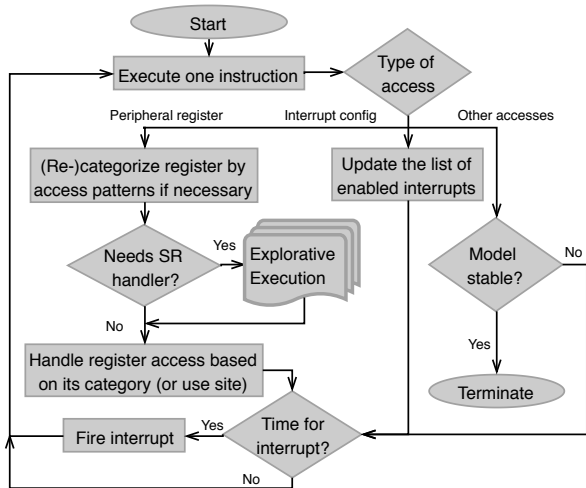 Start
Execute one instruction
Type of
access
Peripheral register
Interrupt config
Other accesses
(Re-)categorize register by
access patterns if necessary
Update the list of
enabled interrupts
Needs SR
handler?
Yes
Explorative
Execution
Model
stable?
No
No
Handle register access based
on its category (or use site)
Yes
Terminate
Fire interrupt
Yes
Time for
interrupt?
No